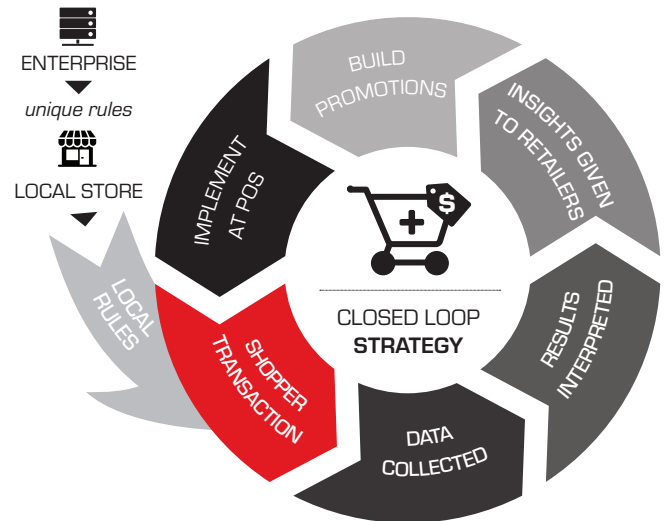 ENTERPRISE
unique rules
LOCAL STORE
LOCAL
RULES
IMPLEMENT
AT POS
BUILD
PROMOTIONS
INSIGHTS GIVEN
TO RETAILERS
RESULTS
INTERPRETED
DATA
COLLECTED
SHOPPER
TRANSACTION
$
CLOSED LOOP
STRATEGY